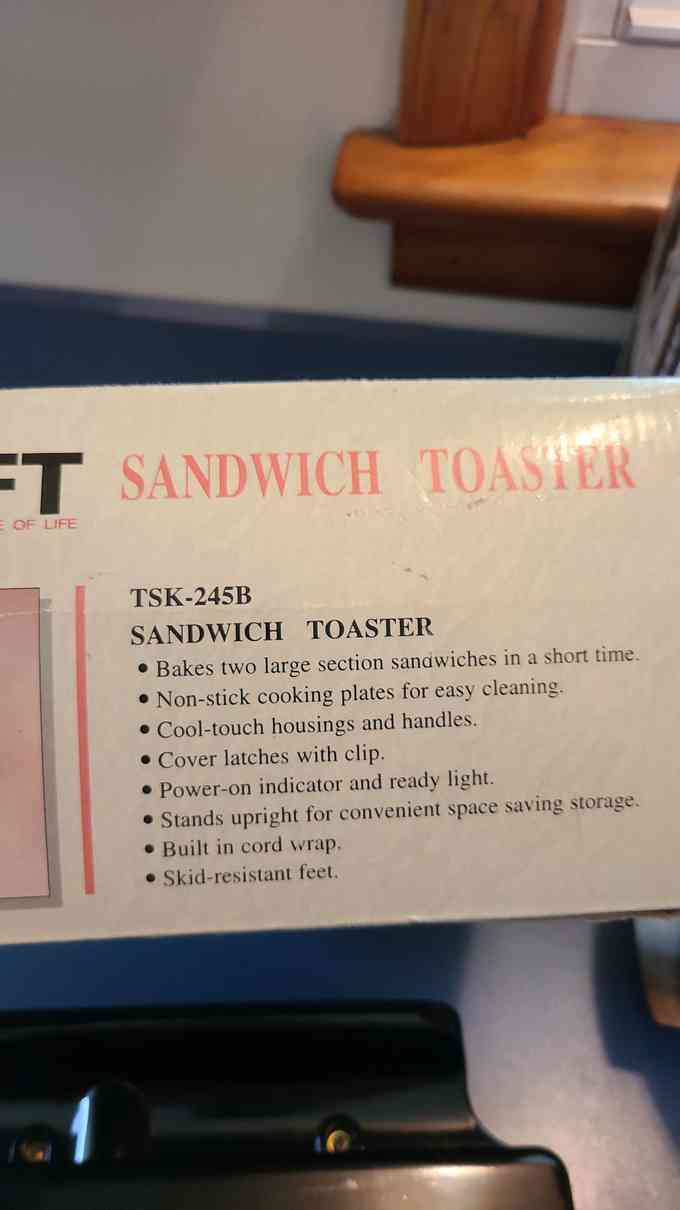 FT SANDWICH TOASTER
E OF LIFE
TSK-245B
SANDWICH TOASTER
• Bakes two large section sandwiches in a short time.
• Non-stick cooking plates for easy cleaning.
• Cool-touch housings and handles.
• Cover latches with clip.
• Power-on indicator and ready light.
• Stands upright for convenient space saving storage.
• Built in cord wrap.
• Skid-resistant feet.